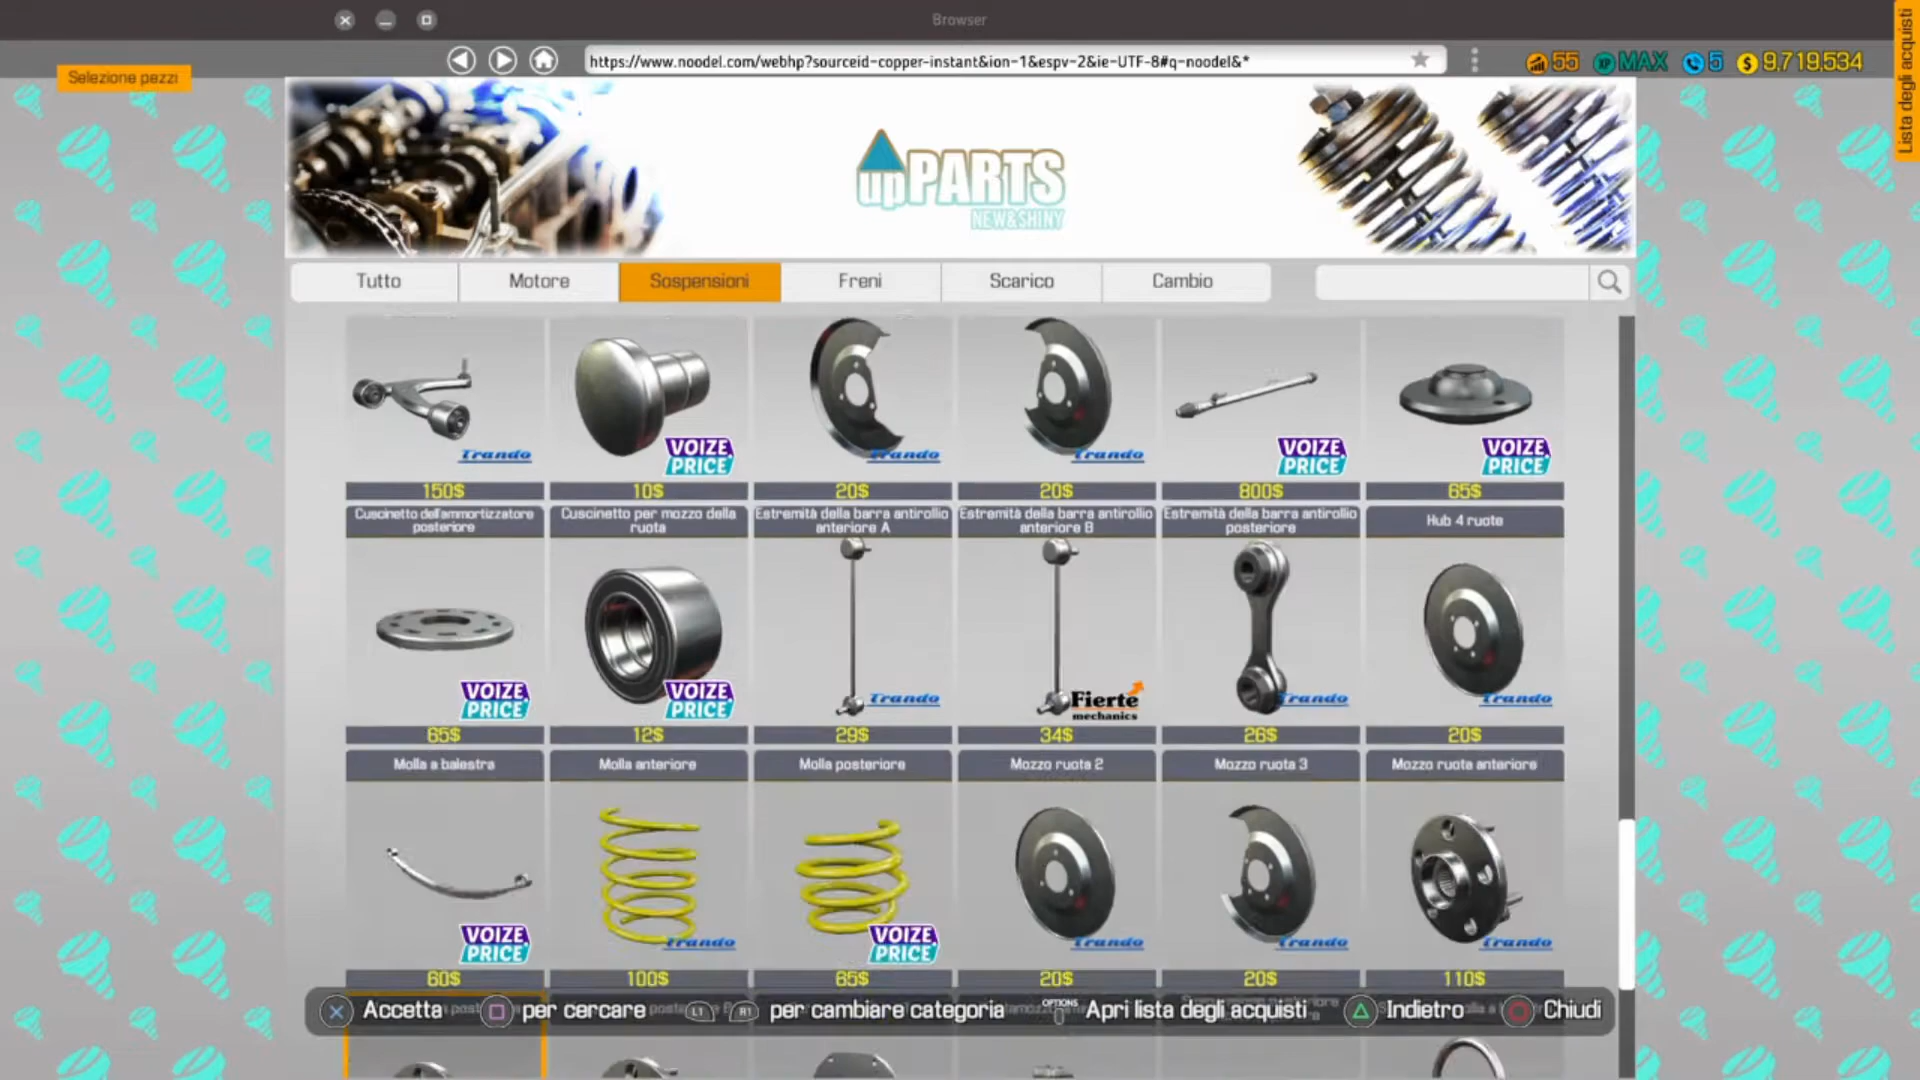 Browser
https://www.noodel.com/webhp?sourceid-copper-instant&ion-1&espv-2&ie-UTF-8#q-noodel&*
55 XP MAX 5 $ 9,719,534
Selezione pezzi
Lista degli acquisti
upPARTS
NEW&SHINY
Tutto Motore Sospensioni Freni Scarico Cambio
Trando VOIZE PRICE Trando Trando VOIZE PRICE VOIZE PRICE
150$ 10$ 20$ 20$ 800$ 65$
Cuscinetto dell'ammortizzatore posteriore
Cuscinetto per mozzo della ruota
Estremità della barra antirollio anteriore A
Estremità della barra antirollio anteriore B
Estremità della barra antirollio posteriore
Hub 4 ruote
VOIZE PRICE VOIZE PRICE Trando Fierte mechanics Trando Trando
65$ 12$ 29$ 34$ 26$ 20$
Molla a balestra Molla anteriore Molla posteriore Mozzo ruota 2 Mozzo ruota 3 Mozzo ruota anteriore
VOIZE PRICE Trando VOIZE PRICE Trando Trando Trando
60$ 100$ 85$ 20$ 20$ 110$
Accetta per cercare L1 R1 per cambiare categoria OPTIONS Apri lista degli acquisti Indietro Chiudi